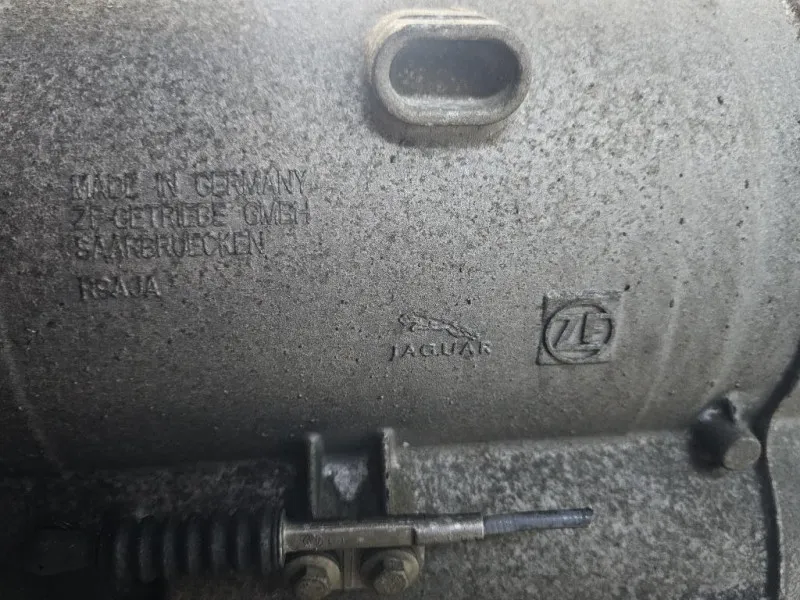 MADE IN GERMANY
ZF-GETRIEBE GMBH
SAARBRUECKEN
JAGUAR
ZF